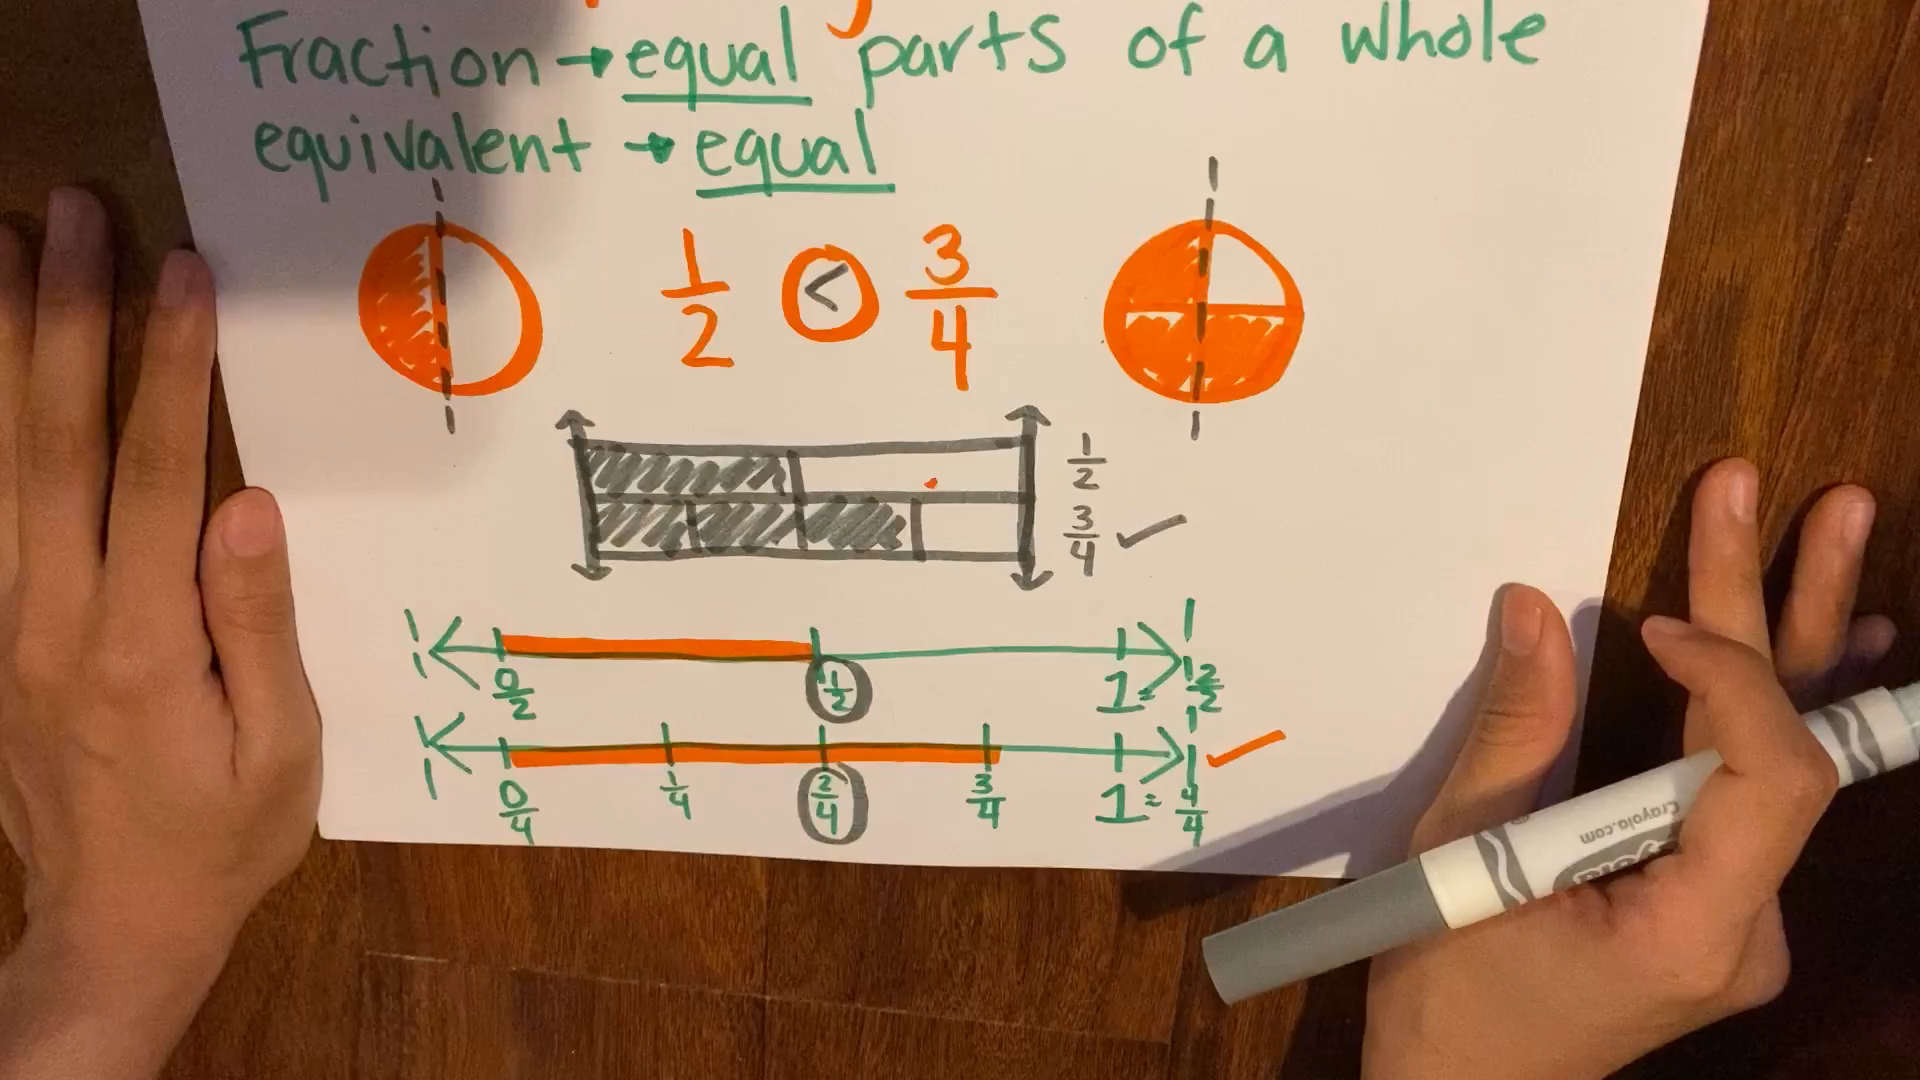 Fraction → equal parts of a whole
equivalent → equal
1/2 < 3/4
1/2
3/4 ✓
0/2 1/2 1 = 2/2
0/4 1/4 2/4 3/4 1 = 4/4 ✓
Crayola.com